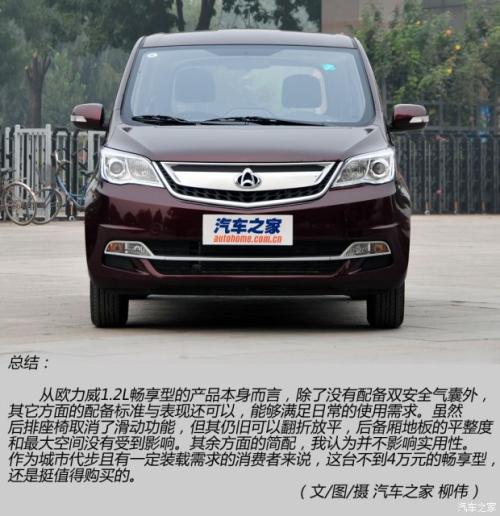 汽车之家
autohome.com.cn
总结：
从欧力威1.2L畅享型的产品本身而言，除了没有配备双安全气囊外，
其它方面的配备标准与表现还可以，能够满足日常的使用需求。虽然
后排座椅取消了滑动功能，但其仍旧可以翻折放平，后备厢地板的平整度
和最大空间没有受到影响。其余方面的简配，我认为并不影响实用性。
作为城市代步且有一定装载需求的消费者来说，这台不到4万元的畅享型，
还是挺值得购买的。
（文/图/摄 汽车之家 柳伟）
汽车之家